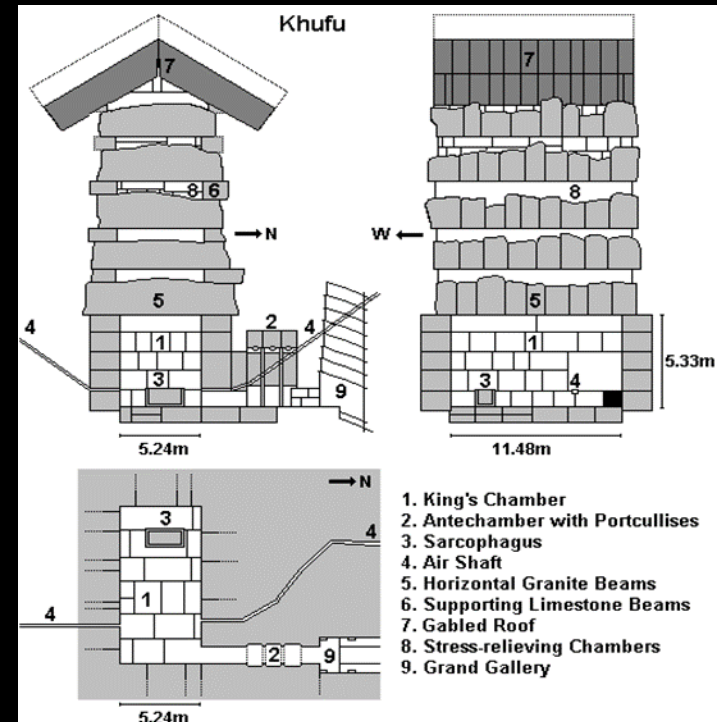 Khufu
7
7
8 6
8
N
W
5
5
4
2
4
1
1
5.33m
3
3
4
9
5.24m
11.48m
N
3
4
1
4
2
9
5.24m
1. King's Chamber
2. Antechamber with Portcullises
3. Sarcophagus
4. Air Shaft
5. Horizontal Granite Beams
6. Supporting Limestone Beams
7. Gabled Roof
8. Stress-relieving Chambers
9. Grand Gallery